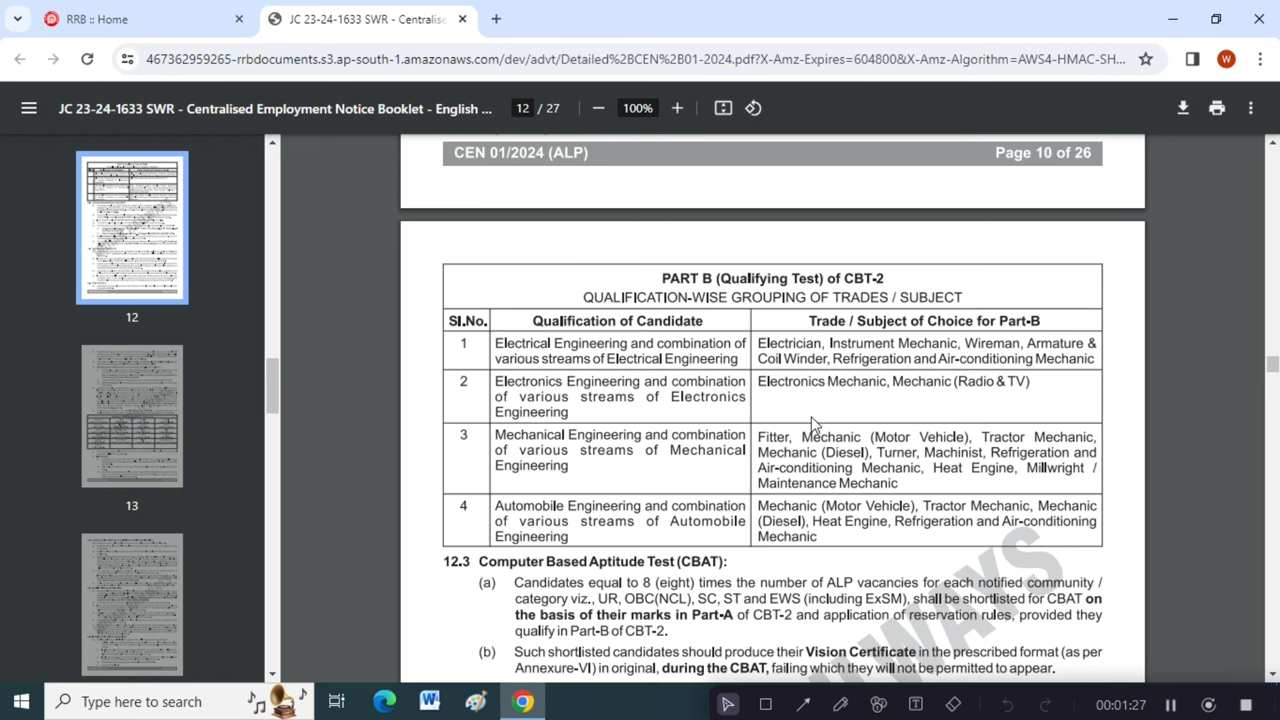 RRB :: Home
JC 23-24-1633 SWR - Centralise
467362959265-rrbdocuments.s3.ap-south-1.amazonaws.com/dev/advt/Detailed%2BCEN%2B01-2024.pdf?X-Amz-Expires=604800&X-Amz-Algorithm=AWS4-HMAC-SH...
W
JC 23-24-1633 SWR - Centralised Employment Notice Booklet - English ...
12 / 27
100%
12
13
CEN 01/2024 (ALP) Page 10 of 26
PART B (Qualifying Test) of CBT-2
QUALIFICATION-WISE GROUPING OF TRADES / SUBJECT
Sl.No. Qualification of Candidate Trade / Subject of Choice for Part-B
1 Electrical Engineering and combination of various streams of Electrical Engineering
Electrician, Instrument Mechanic, Wireman, Armature &
Coil Winder, Refrigeration and Air-conditioning Mechanic
2 Electronics Engineering and combination
of various streams of Electronics
Engineering
Electronics Mechanic, Mechanic (Radio & TV)
3 Mechanical Engineering and combination
of various streams of Mechanical
Engineering
Fitter, Mechanic (Motor Vehicle), Tractor Mechanic,
Mechanic (Diesel), Turner, Machinist, Refrigeration and
Air-conditioning Mechanic, Heat Engine, Millwright /
Maintenance Mechanic
4 Automobile Engineering and combination
of various streams of Automobile
Engineering
Mechanic (Motor Vehicle), Tractor Mechanic, Mechanic
(Diesel), Heat Engine, Refrigeration and Air-conditioning
Mechanic
12.3 Computer Based Aptitude Test (CBAT):
(a) Candidates equal to 8 (eight) times the number of ALP vacancies for each notified community /
category viz., UR, OBC(NCL), SC, ST and EWS (including ExSM), shall be shortlisted for CBAT on
the basis of their marks in Part-A of CBT-2 and application of reservation rules, provided they
qualify in Part-B of CBT-2.
(b) Such shortlisted candidates should produce their Vision Certificate in the prescribed format (as per
Annexure-VI) in original, during the CBAT, failing which they will not be permitted to appear.
Type here to search
00:01:27